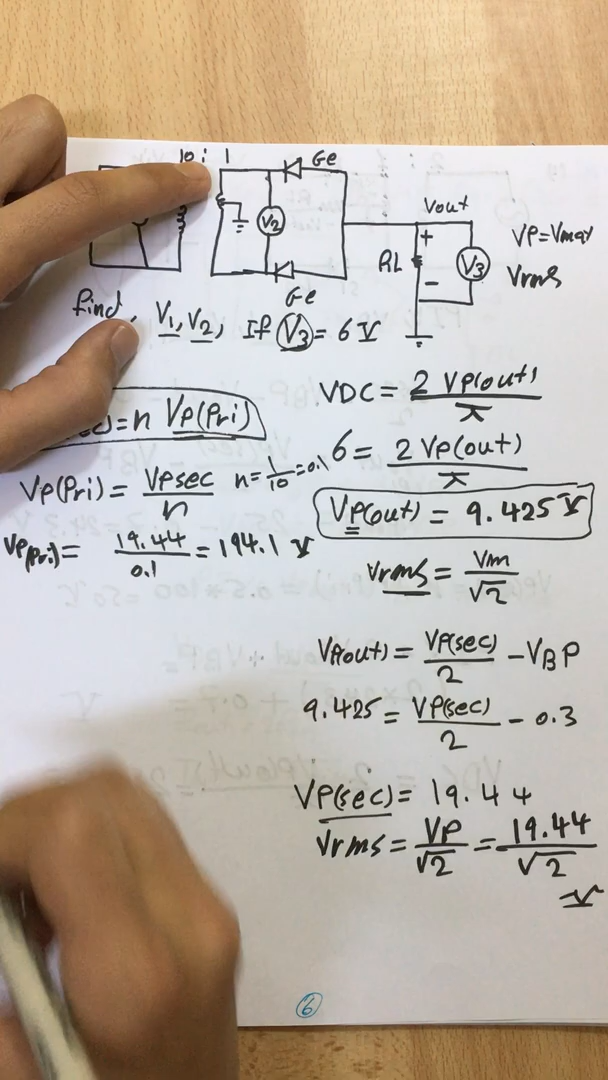 10 : 1
Ge
V2
Vout
+
RL
V3
-
VP=Vmax
Vrms
Ge
find, V1, V2, If V3 = 6 V
) = n VP(Pri)
VDC = 2 VP(out) / π
VP(Pri) = VPsec / n
n = 1/10 = 0.1
6 = 2 VP(out) / π
VP(out) = 9.425 V
VP(Pri) = 19.44 / 0.1 = 194.1 V
Vrms = Vm / √2
VP(out) = VP(sec) / 2 - VBP
9.425 = VP(sec) / 2 - 0.3
VP(sec) = 19.44
Vrms = VP / √2 = 19.44 / √2
V
6